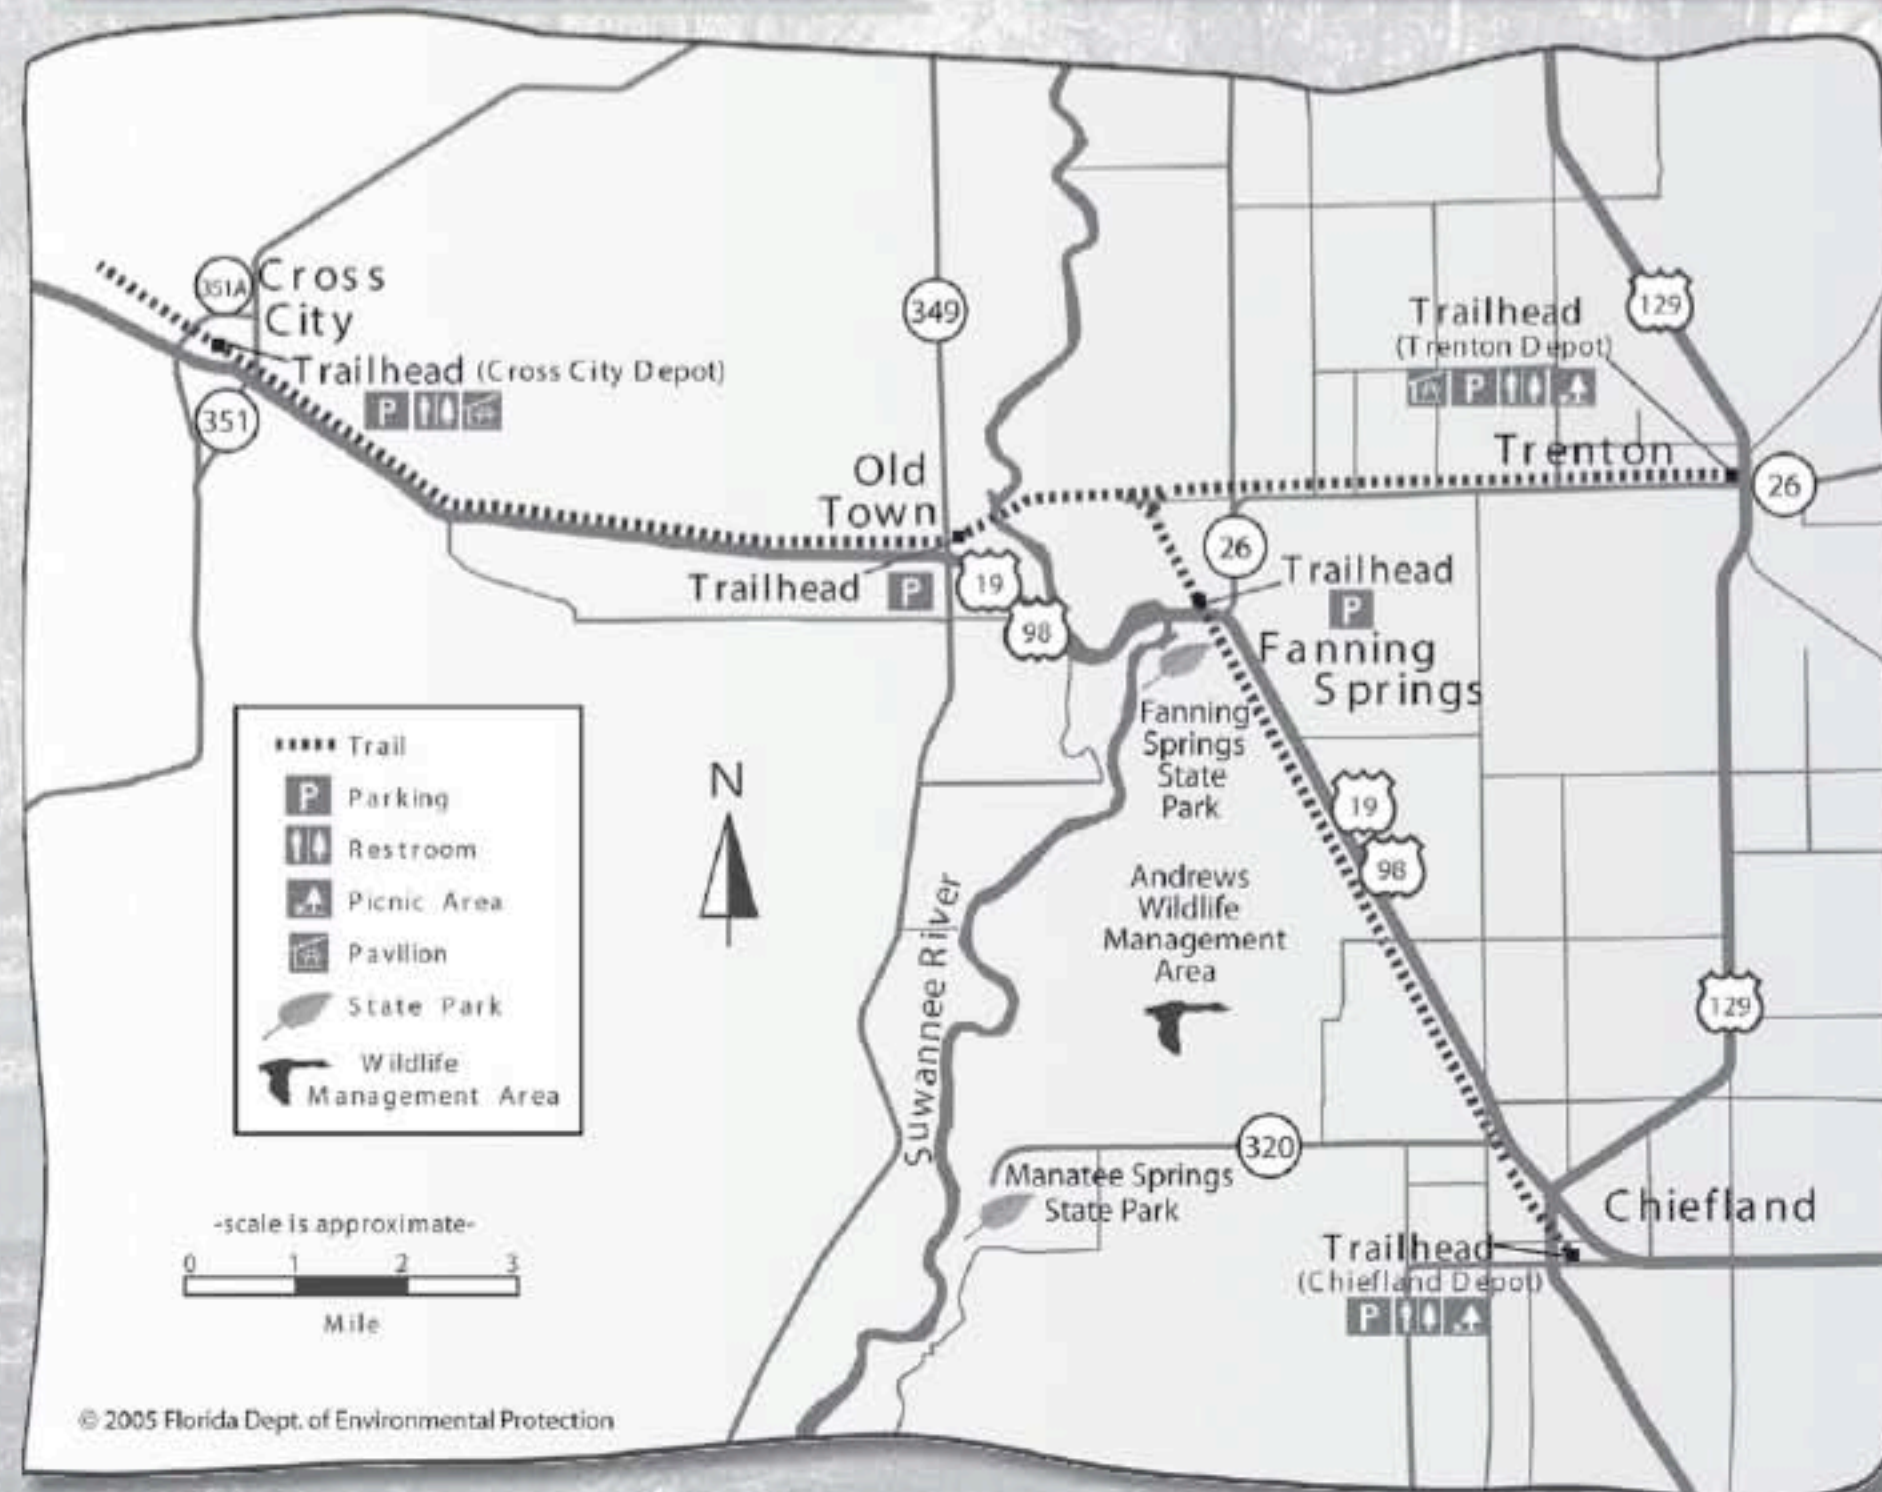 351A
Cross
City
Trailhead (Cross City Depot)
P
351
349
Old
Town
Trailhead
P
19
98
Trailhead
(Trenton Depot)
P
129
Trenton
26
26
Trailhead
P
Fanning
Springs
Fanning
Springs
State
Park
19
98
Andrews
Wildlife
Management
Area
129
Suwannee River
320
Manatee Springs
State Park
Chiefland
Trailhead
(Chiefland Depot)
P
Trail
P Parking
Restroom
Picnic Area
Pavilion
State Park
Wildlife
Management Area
N
-scale is approximate-
0 1 2 3
Mile
© 2005 Florida Dept. of Environmental Protection